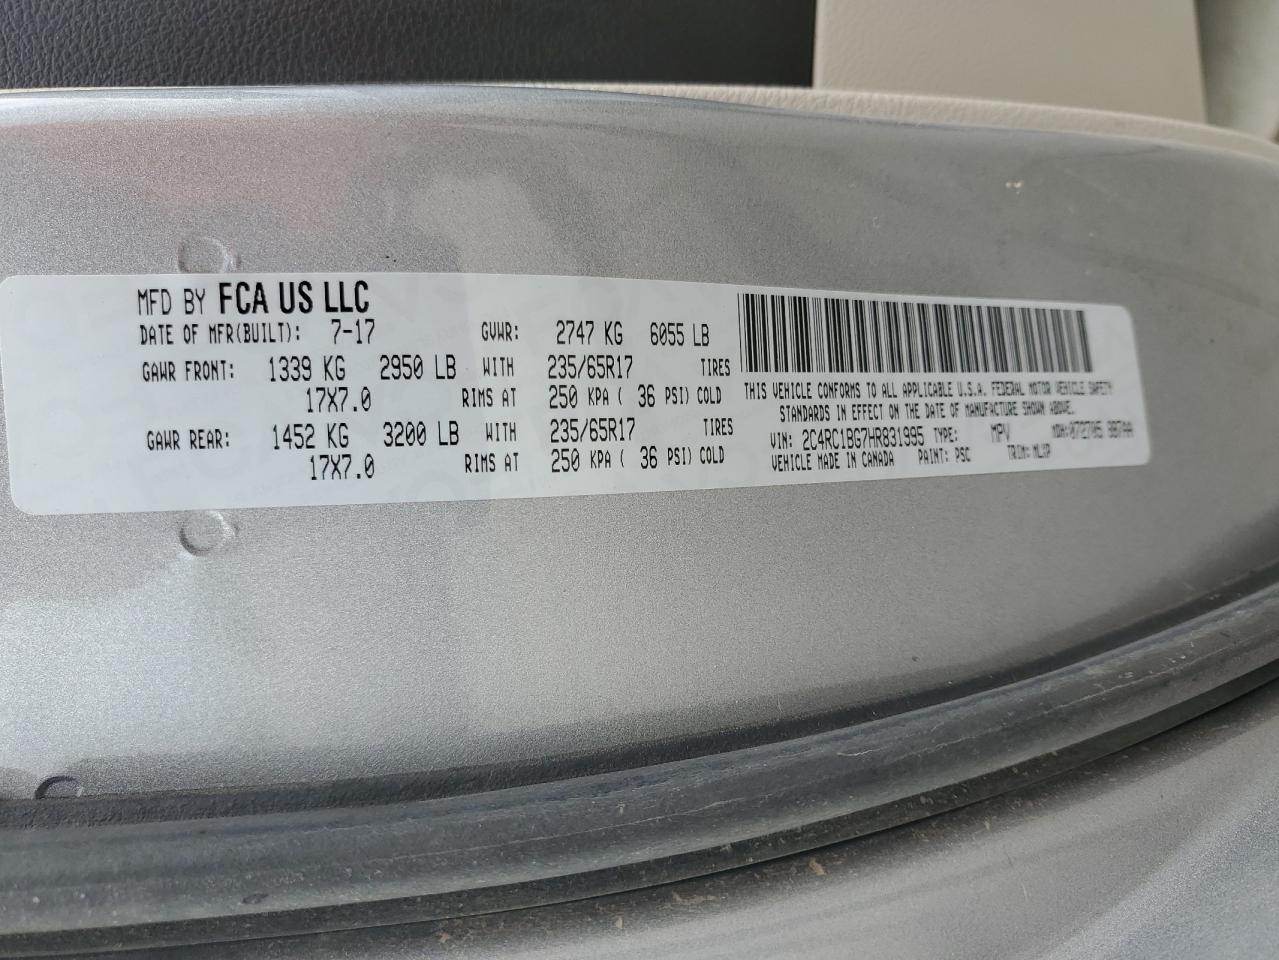 MFD BY FCA US LLC
DATE OF MFR(BUILT): 7-17 GVWR: 2747 KG 6055 LB
GAWR FRONT: 1339 KG 2950 LB WITH 235/65R17 TIRES
17X7.0 RIMS AT 250 KPA ( 36 PSI) COLD
GAWR REAR: 1452 KG 3200 LB WITH 235/65R17 TIRES
17X7.0 RIMS AT 250 KPA ( 36 PSI) COLD
THIS VEHICLE CONFORMS TO ALL APPLICABLE U.S.A. FEDERAL MOTOR VEHICLE SAFETY
STANDARDS IN EFFECT ON THE DATE OF MANUFACTURE SHOWN ABOVE.
VIN: 2C4RC1BG7HR831995 TYPE: MPV MDH:
VEHICLE MADE IN CANADA PAINT: PSC TRIM: